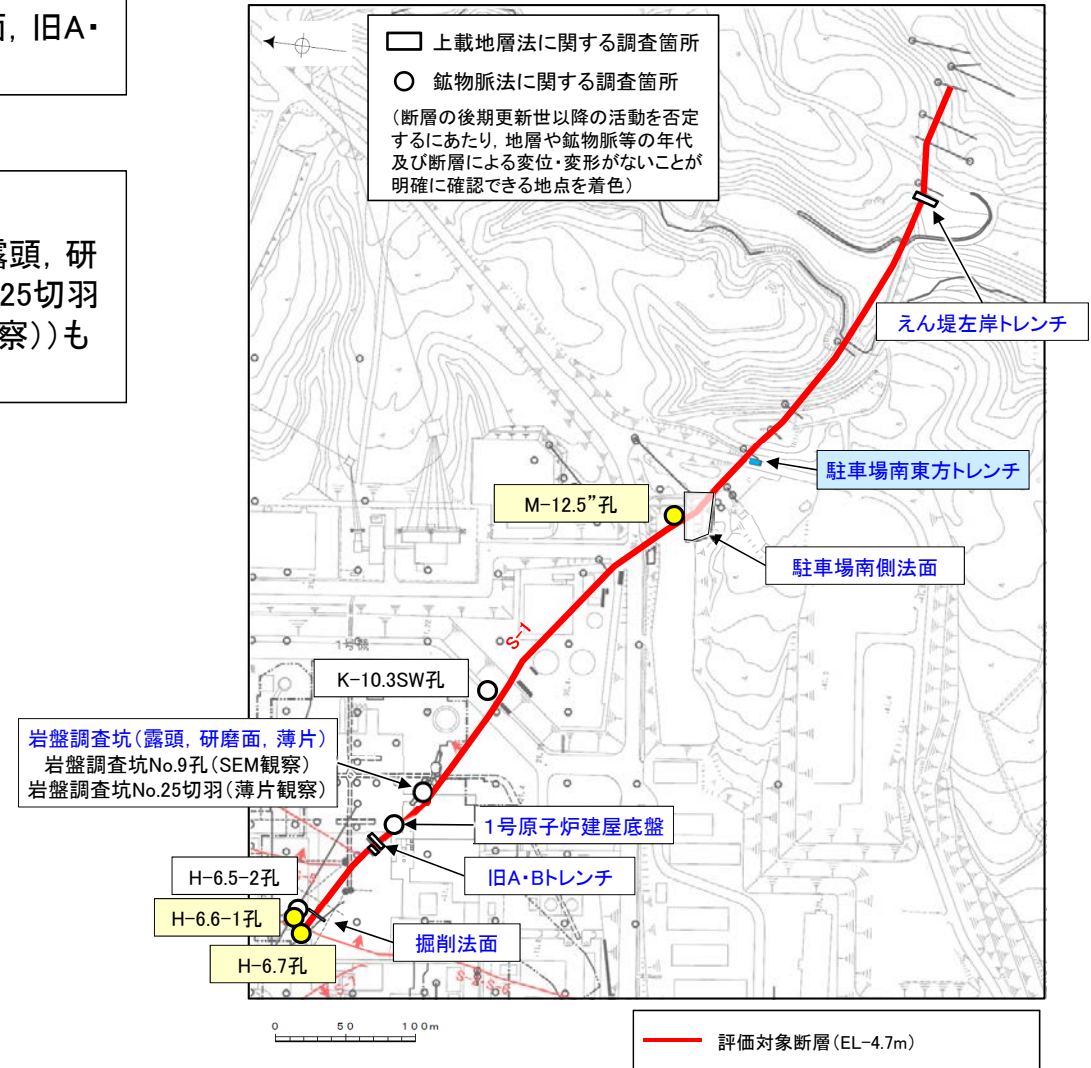 面，旧A・
露頭，研
25切羽
察））も
上載地層法に関する調査箇所
鉱物脈法に関する調査箇所
（断層の後期更新世以降の活動を否定
するにあたり，地層や鉱物脈等の年代
及び断層による変位・変形がないことが
明確に確認できる地点を着色）
えん堤左岸トレンチ
駐車場南東方トレンチ
M-12.5”孔
駐車場南側法面
S-1
K-10.3SW孔
岩盤調査坑（露頭，研磨面，薄片）
岩盤調査坑No.9孔（SEM観察）
岩盤調査坑No.25切羽（薄片観察）
1号原子炉建屋底盤
旧A・Bトレンチ
H-6.5-2孔
H-6.6-1孔
掘削法面
H-6.7孔
0 50 100m
評価対象断層（EL-4.7m）